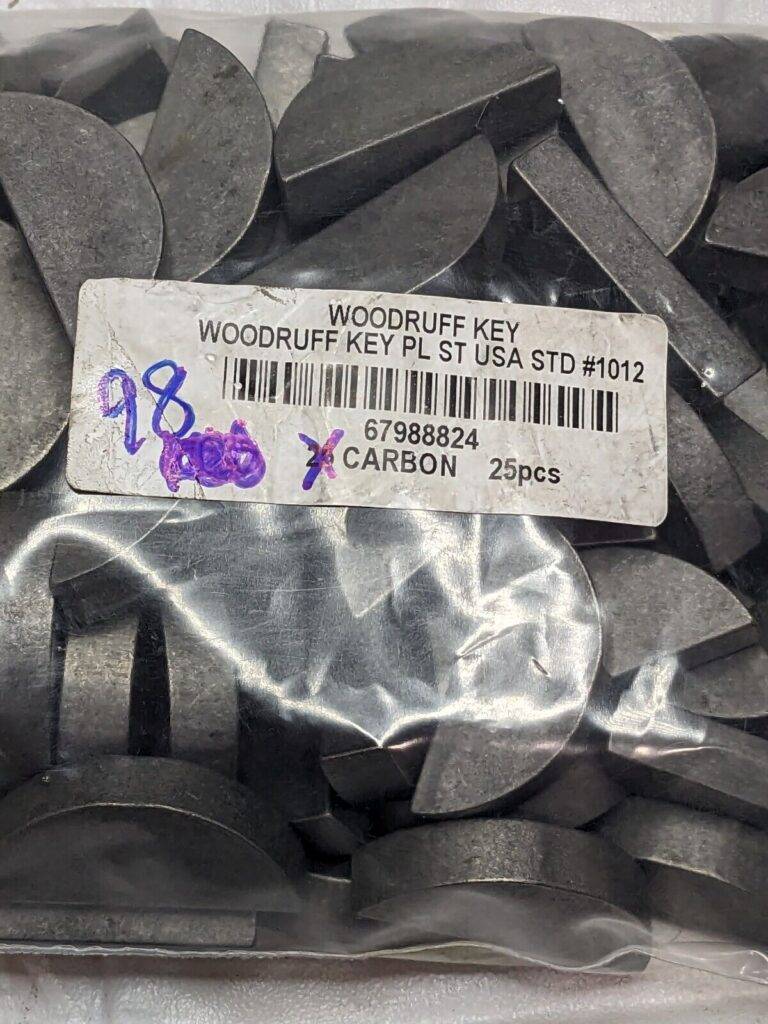 WOODRUFF KEY
WOODRUFF KEY PL ST USA STD #1012
98
67988824
CARBON 25pcs